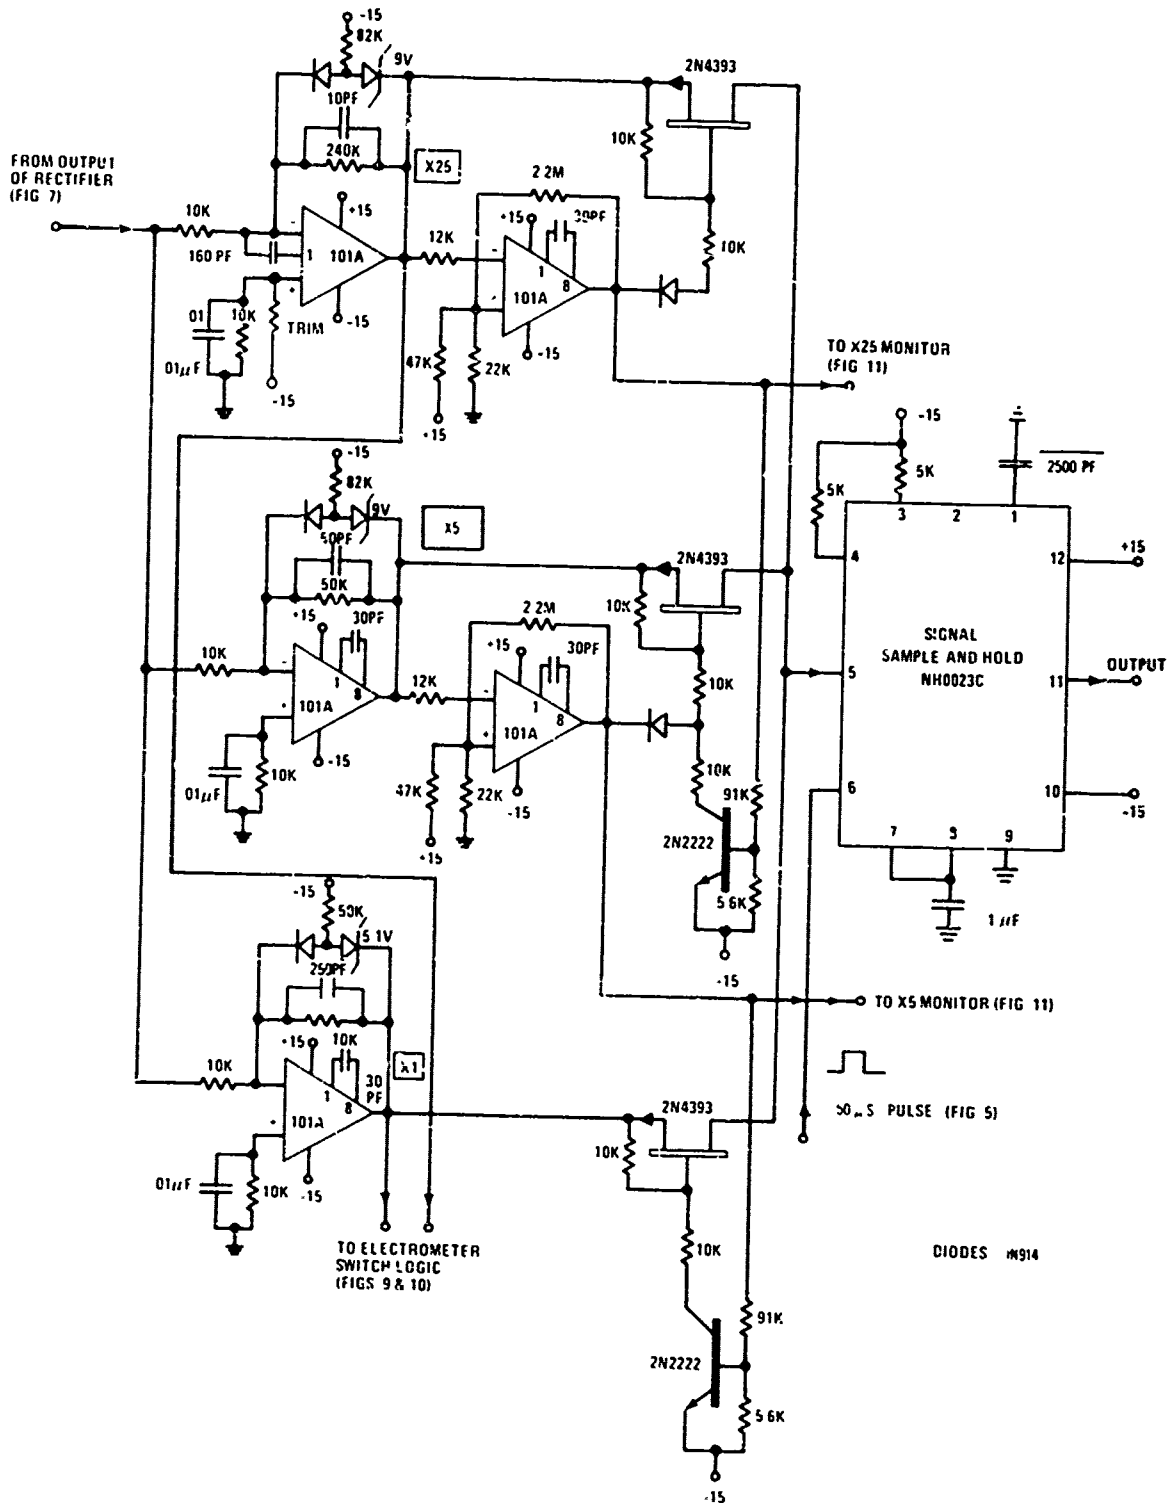 -15
82K
9V
2N4393
10PF
10K
240K
X25
FROM OUTPUT
OF RECTIFIER
(FIG 7)
2 2M
+15
10K
+15
30PF
12K
10K
-
1
160 PF
101A
-
1
8
101A
+
01
10K
TRIM
-15
-15
01µF
47K
22K
-15
+15
TO X25 MONITOR
(FIG 11)
-15
-15
82K
5K
2500 PF
5K
9V
X5
50PF
3
2
1
2N4393
4
12
+15
50K
10K
+15
30PF
2 2M
SIGNAL
SAMPLE AND HOLD
NH0023C
+15
30PF
10K
-
1
8
12K
10K
5
11
OUTPUT
101A
+
-
1
8
101A
+
-15
10K
01µF
10K
91K
6
10
-15
47K
22K
-15
2N2222
7
8
9
+15
-15
5 6K
50K
1 µF
5 1V
250PF
-15
TO X5 MONITOR (FIG 11)
+15
10K
X1
10K
30
PF
50µS PULSE (FIG 5)
1
8
2N4393
101A
+
10K
01µF
10K
-15
TO ELECTROMETER
SWITCH LOGIC
(FIGS 9 & 10)
10K
DIODES IN914
91K
2N2222
5 6K
-15